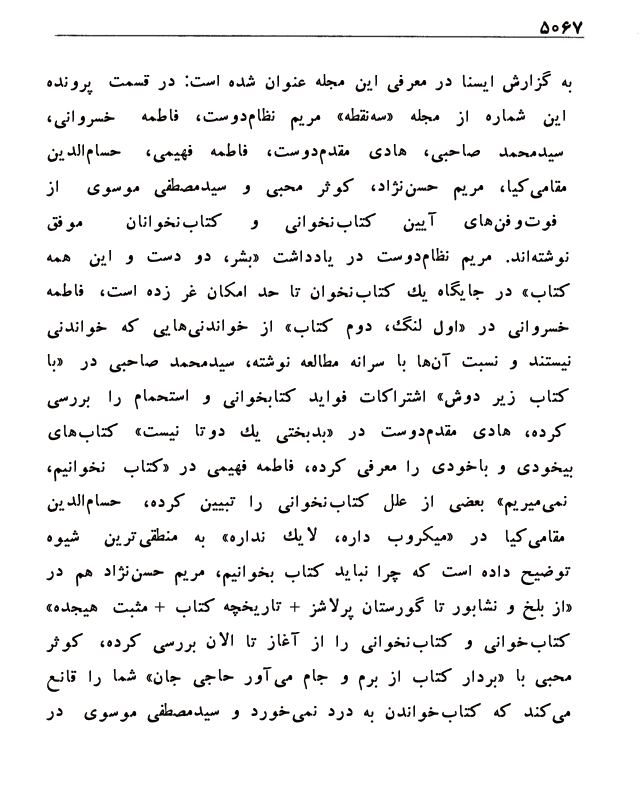 ۵۰۶۷
به گزارش ایسنا در معرفی این مجله عنوان شده است: در قسمت پرونده
این شماره از مجله «سه‌نقطه» مریم نظام‌دوست، فاطمه خسروانی،
سیدمحمد صاحبی، هادی مقدم‌دوست، فاطمه فهیمی، حسام‌الدین
مقامی‌کیا، مریم حسن‌نژاد، کوثر محبی و سیدمصطفی موسوی از
فوت‌وفن‌های آیین کتاب‌نخوانی و کتاب‌نخوانان موفق
نوشته‌اند. مریم نظام‌دوست در یادداشت «بشر، دو دست و این همه
کتاب» در جایگاه یك کتاب‌نخوان تا حد امکان غر زده است، فاطمه
خسروانی در «اول لنگ، دوم کتاب» از خواندنی‌هایی که خواندنی
نیستند و نسبت آن‌ها با سرانه مطالعه نوشته، سیدمحمد صاحبی در «با
کتاب زیر دوش» اشتراکات فواید کتابخوانی و استحمام را بررسی
کرده، هادی مقدم‌دوست در «بدبختی یك دوتا نیست» کتاب‌های
بیخودی و باخودی را معرفی کرده، فاطمه فهیمی در «کتاب نخوانیم،
نمی‌میریم» بعضی از علل کتاب‌نخوانی را تبیین کرده، حسام‌الدین
مقامی‌کیا در «میکروب داره، لایك نداره» به منطقی‌ترین شیوه
توضیح داده است که چرا نباید کتاب بخوانیم، مریم حسن‌نژاد هم در
«از بلخ و نشابور تا گورستان پرلاشز + تاریخچه کتاب + مثبت هیجده»
کتاب‌خوانی و کتاب‌نخوانی را از آغاز تا الان بررسی کرده، کوثر
محبی با «بردار کتاب از برم و جام می‌آور حاجی جان» شما را قانع
می‌کند که کتاب‌خواندن به درد نمی‌خورد و سیدمصطفی موسوی در